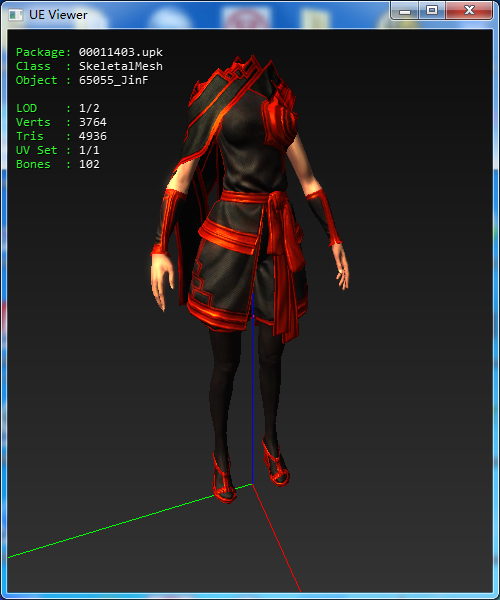 UE Viewer
Package: 00011403.upk
Class : SkeletalMesh
Object : 65055_JinF
LOD : 1/2
Verts : 3764
Tris : 4936
UV Set : 1/1
Bones : 102